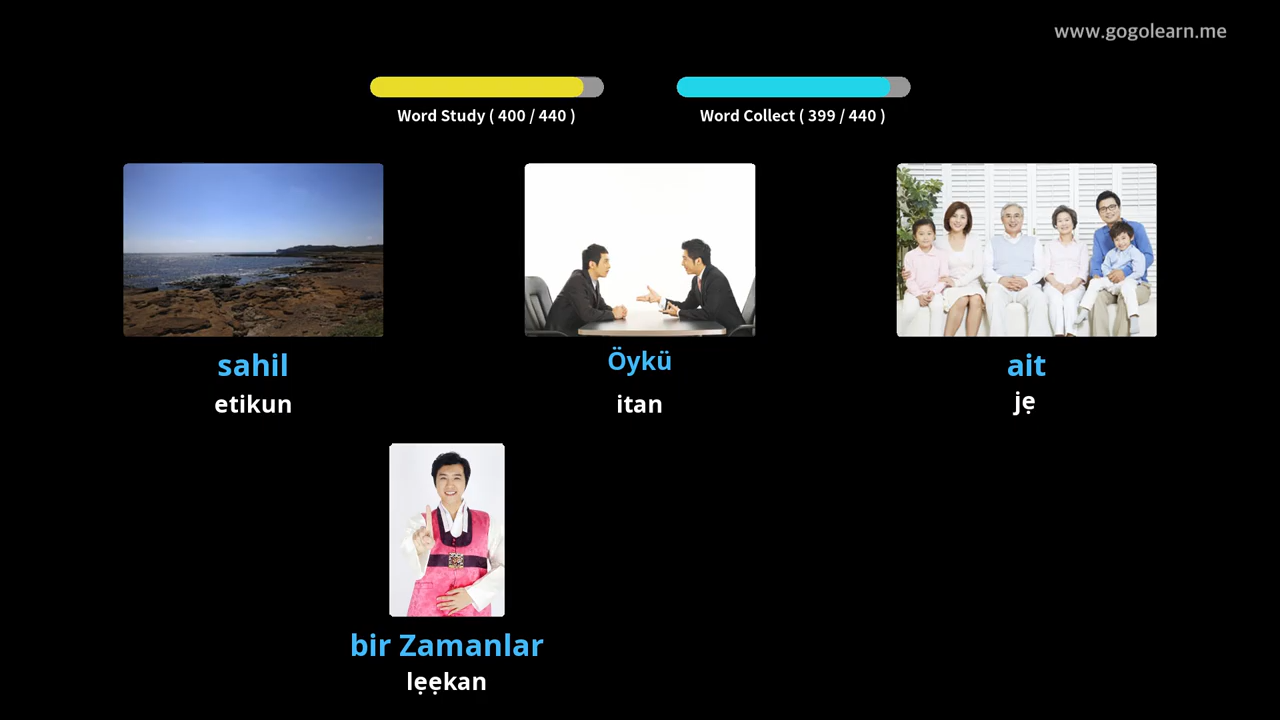 www.gogolearn.me
Word Study ( 400 / 440 )
Word Collect ( 399 / 440 )
sahil
etikun
Öykü
itan
ait
jẹ
bir Zamanlar
lẹẹkan